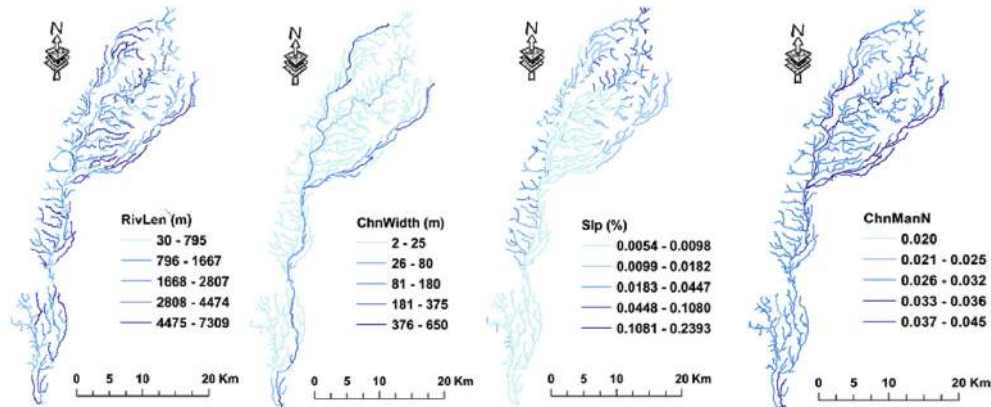 N
RivLen (m)
30 - 795
796 - 1667
1668 - 2807
2808 - 4474
4475 - 7309
0 5 10 20 Km
N
ChnWidth (m)
2 - 25
26 - 80
81 - 180
181 - 375
376 - 650
0 5 10 20 Km
N
Slp (%)
0.0054 - 0.0098
0.0099 - 0.0182
0.0183 - 0.0447
0.0448 - 0.1080
0.1081 - 0.2393
0 5 10 20 Km
N
ChnManN
0.020
0.021 - 0.025
0.026 - 0.032
0.033 - 0.036
0.037 - 0.045
0 5 10 20 Km